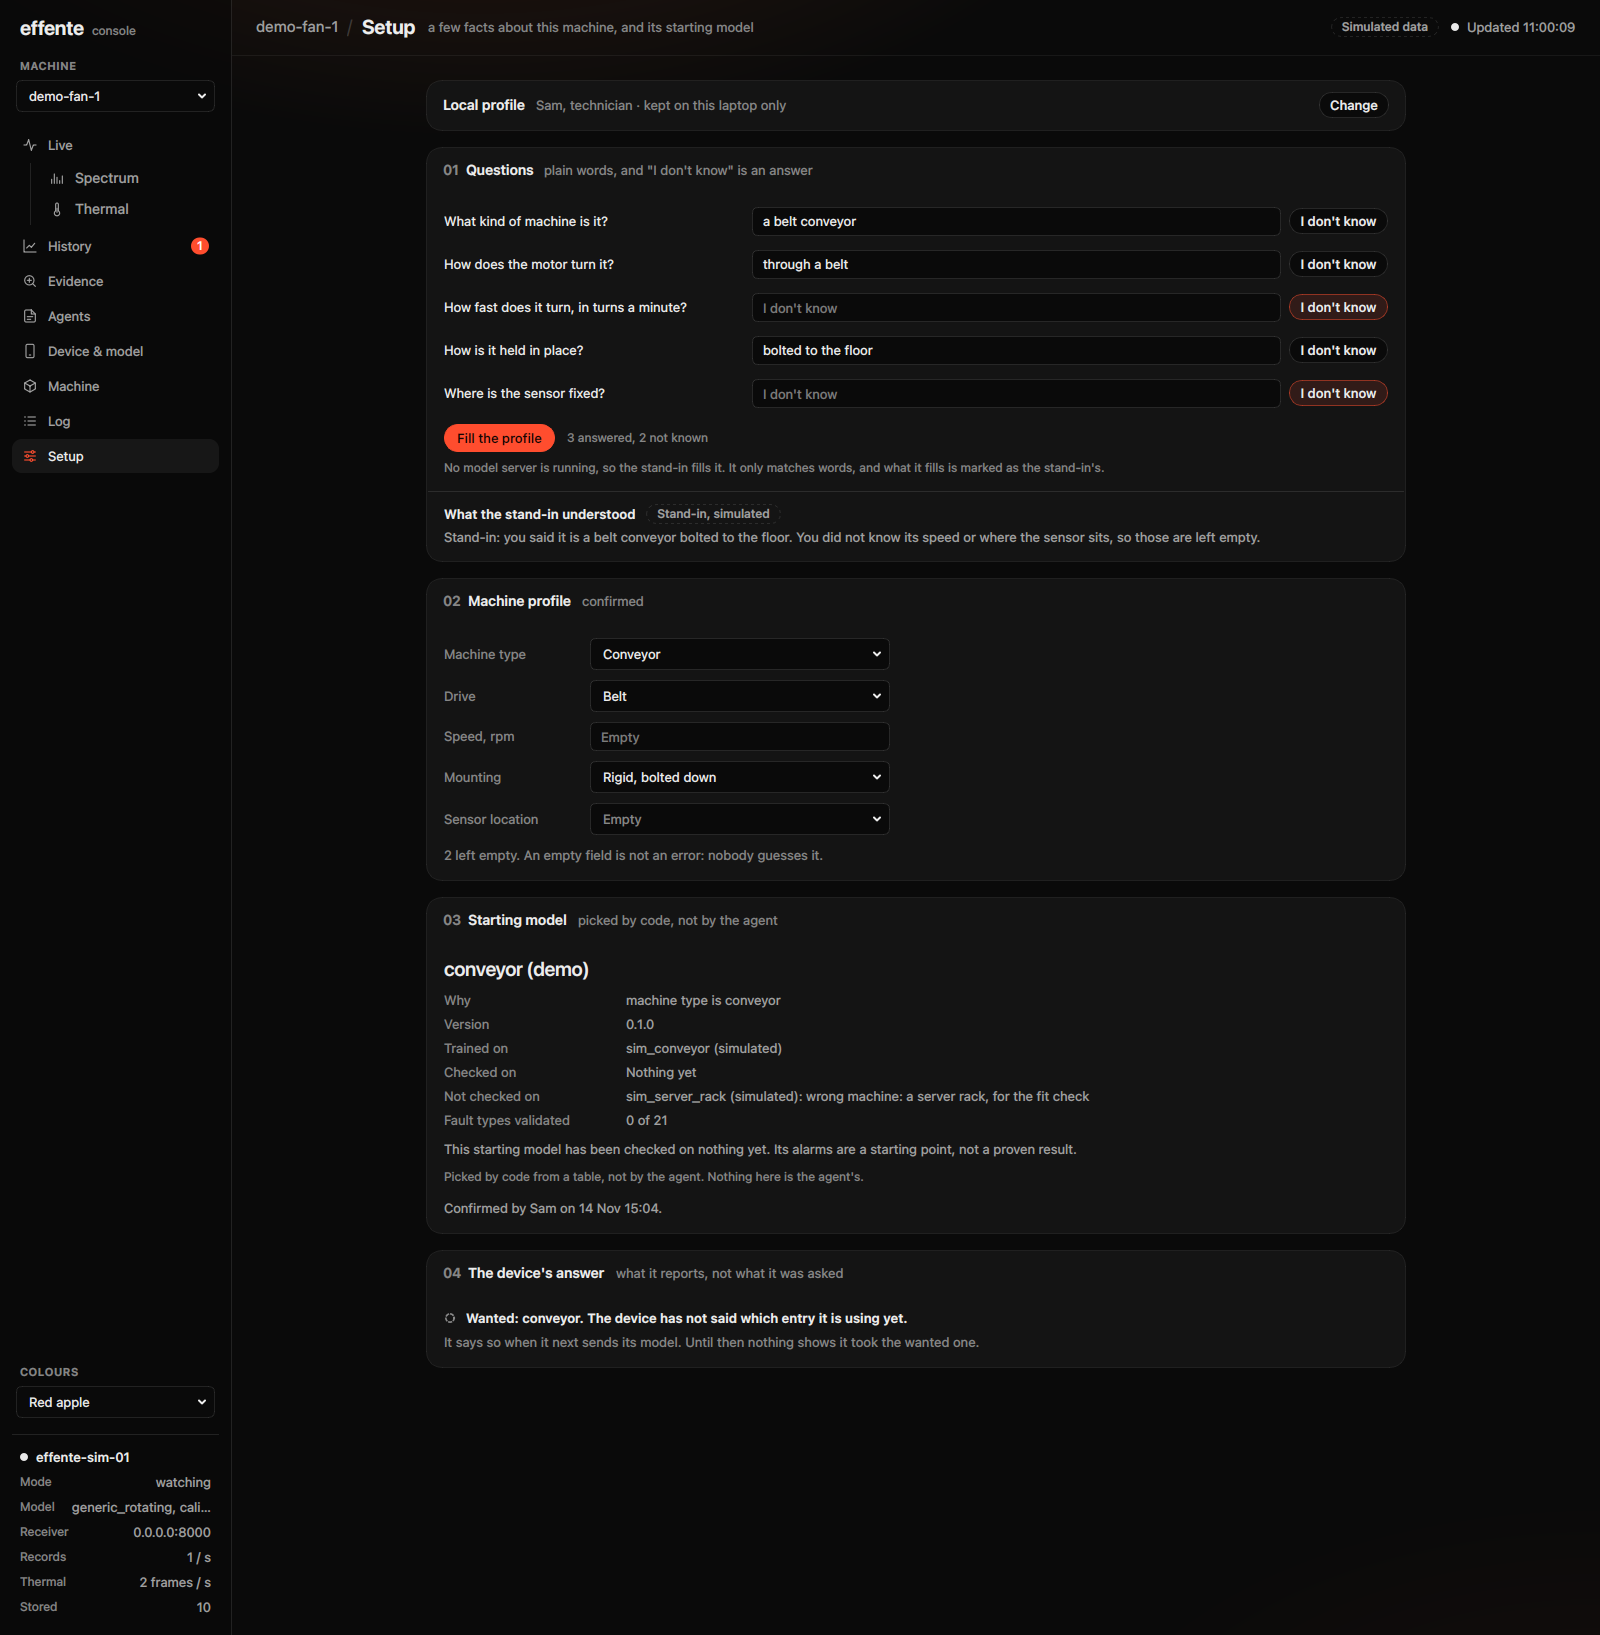 effente console
MACHINE
demo-fan-1
Live
Spectrum
Thermal
History 1
Evidence
Agents
Device & model
Machine
Log
Setup
COLOURS
Red apple
effente-sim-01
Mode watching
Model generic_rotating, cali...
Receiver 0.0.0.0:8000
Records 1 / s
Thermal 2 frames / s
Stored 10
demo-fan-1 / Setup a few facts about this machine, and its starting model
Simulated data Updated 11:00:09
Local profile Sam, technician · kept on this laptop only Change
01 Questions plain words, and "I don't know" is an answer
What kind of machine is it? a belt conveyor I don't know
How does the motor turn it? through a belt I don't know
How fast does it turn, in turns a minute? I don't know I don't know
How is it held in place? bolted to the floor I don't know
Where is the sensor fixed? I don't know I don't know
Fill the profile 3 answered, 2 not known
No model server is running, so the stand-in fills it. It only matches words, and what it fills is marked as the stand-in's.
What the stand-in understood Stand-in, simulated
Stand-in: you said it is a belt conveyor bolted to the floor. You did not know its speed or where the sensor sits, so those are left empty.
02 Machine profile confirmed
Machine type Conveyor
Drive Belt
Speed, rpm Empty
Mounting Rigid, bolted down
Sensor location Empty
2 left empty. An empty field is not an error: nobody guesses it.
03 Starting model picked by code, not by the agent
conveyor (demo)
Why machine type is conveyor
Version 0.1.0
Trained on sim_conveyor (simulated)
Checked on Nothing yet
Not checked on sim_server_rack (simulated): wrong machine: a server rack, for the fit check
Fault types validated 0 of 21
This starting model has been checked on nothing yet. Its alarms are a starting point, not a proven result.
Picked by code from a table, not by the agent. Nothing here is the agent's.
Confirmed by Sam on 14 Nov 15:04.
04 The device's answer what it reports, not what it was asked
Wanted: conveyor. The device has not said which entry it is using yet.
It says so when it next sends its model. Until then nothing shows it took the wanted one.